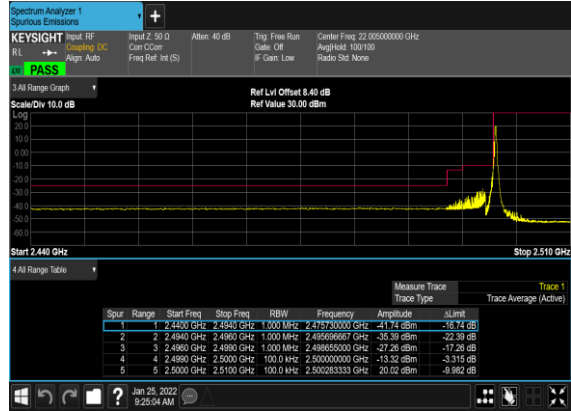 Spectrum Analyzer 1
Spurious Emissions
KEYSIGHT Input: RF Input Z: 50 Ω Atten: 40 dB Trig: Free Run Center Freq: 22.005000000 GHz
RL Coupling: DC Corr CCorr Gate: Off Avg|Hold: 100/100
Align: Auto Freq Ref: Int (S) IF Gain: Low Radio Std: None
PASS
3 All Range Graph
Ref Lvl Offset 8.40 dB
Scale/Div 10.0 dB Ref Value 30.00 dBm
Log
20.0
10.0
0.00
-10.0
-20.0
-30.0
-40.0
-50.0
-60.0
Start 2.440 GHz Stop 2.510 GHz
4 All Range Table
Measure Trace Trace 1
Trace Type Trace Average (Active)
Spur Range Start Freq Stop Freq RBW Frequency Amplitude ΔLimit
1 1 2.4400 GHz 2.4940 GHz 1.000 MHz 2.475730000 GHz -41.74 dBm -16.74 dB
2 2 2.4940 GHz 2.4960 GHz 1.000 MHz 2.495696667 GHz -35.39 dBm -22.39 dB
3 3 2.4960 GHz 2.4990 GHz 1.000 MHz 2.498655000 GHz -27.26 dBm -17.26 dB
4 4 2.4990 GHz 2.5000 GHz 100.0 kHz 2.500000000 GHz -13.32 dBm -3.315 dB
5 5 2.5000 GHz 2.5100 GHz 100.0 kHz 2.500283333 GHz 20.02 dBm -9.982 dB
Jan 25, 2022
9:25:04 AM